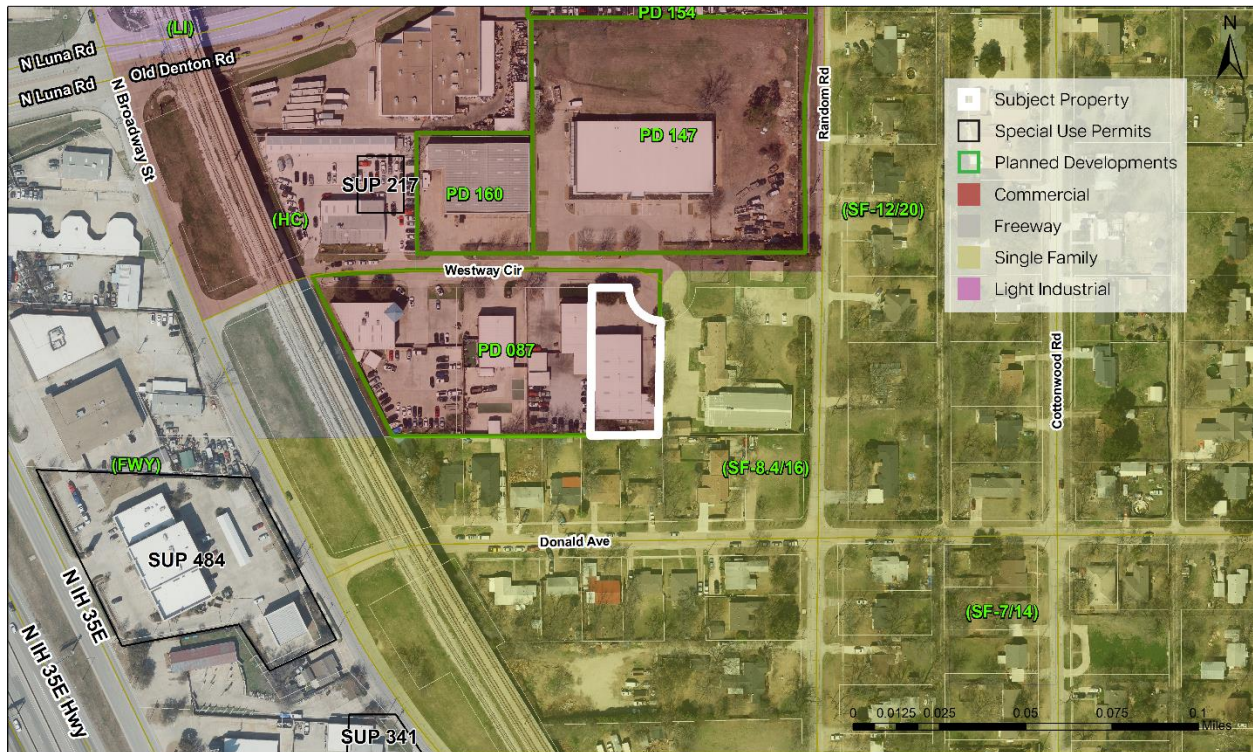 PD 154
N
(LI)
N Luna Rd
Old Denton Rd
N Luna Rd
N Broadway St
Random Rd
Subject Property
Special Use Permits
Planned Developments
Commercial
Freeway
Single Family
Light Industrial
PD 147
SUP 217
PD 160
(SF-12/20)
(HC)
Westway Cir
Cottonwood Rd
PD 087
(FWY)
(SF-8.4/16)
SUP 484
Donald Ave
N IH 35E
(SF-7/14)
N IH 35E Hwy
SUP 341
0 0.0125 0.025 0.05 0.075 0.1
Miles